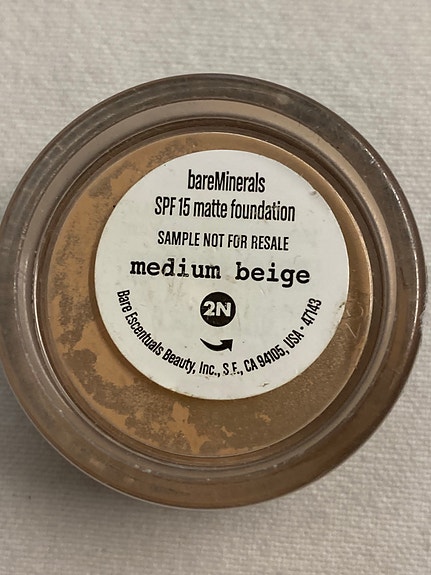 bareMinerals
SPF 15 matte foundation
SAMPLE NOT FOR RESALE
medium beige
2N
Bare Escentuals Beauty, Inc., S.F., CA 94105, USA - 47143